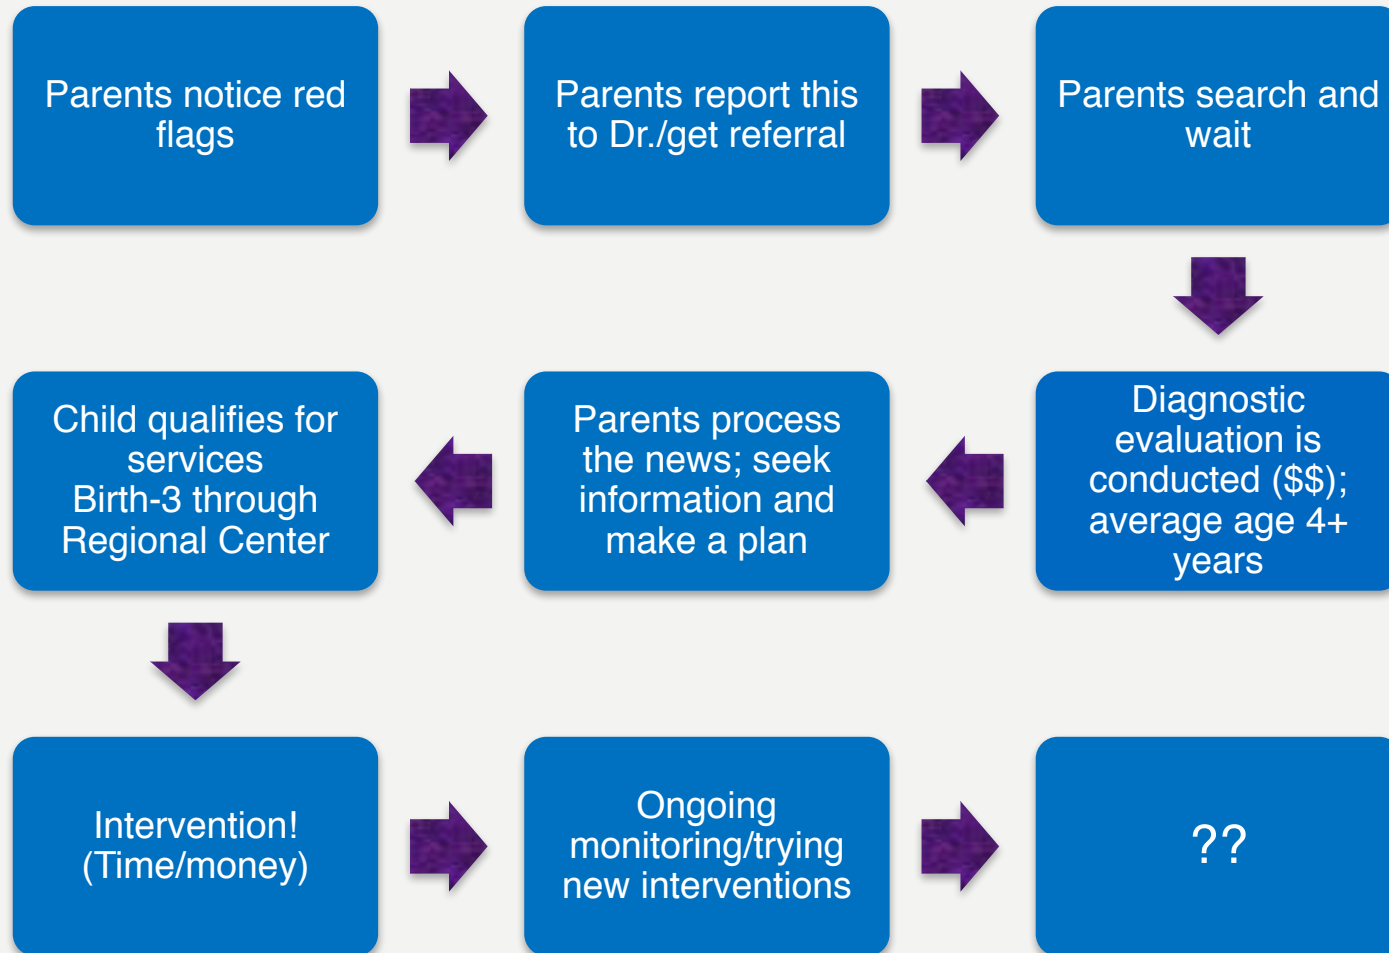 Parents notice red
flags
Parents report this
to Dr./get referral
Parents search and
wait
Diagnostic
evaluation is
conducted ($$);
average age 4+
years
Parents process
the news; seek
information and
make a plan
Child qualifies for
services
Birth-3 through
Regional Center
Intervention!
(Time/money)
Ongoing
monitoring/trying
new interventions
??